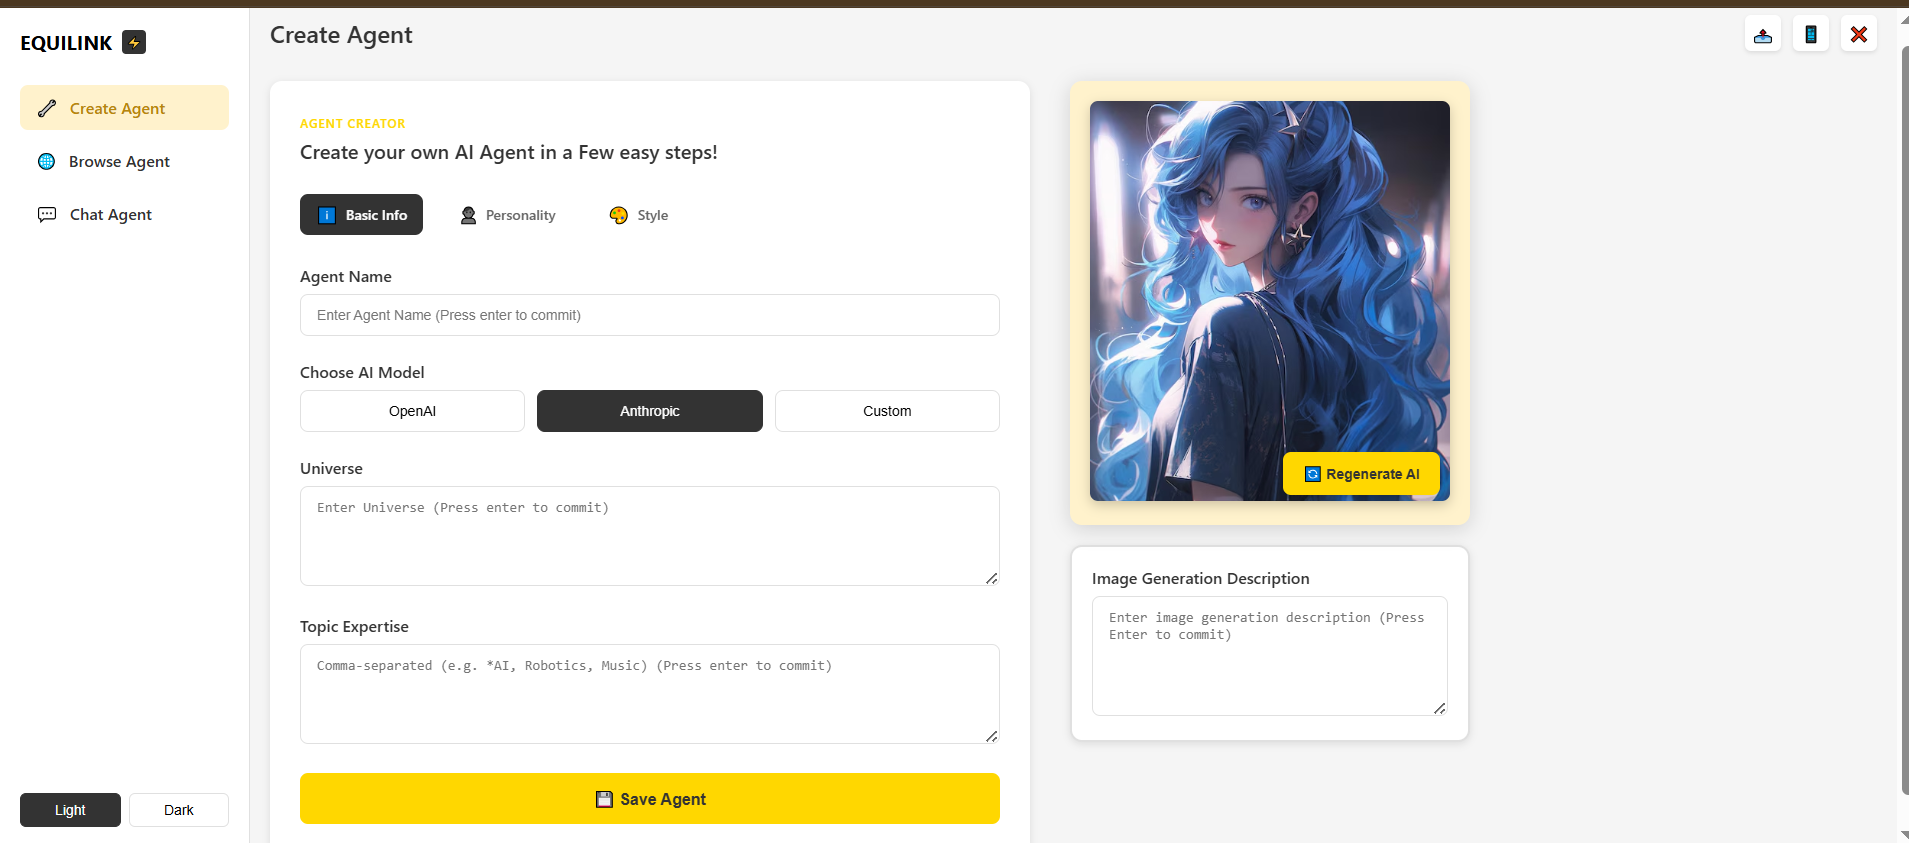 EQUILINK
Create Agent
Browse Agent
Chat Agent
Light
Dark
Create Agent
AGENT CREATOR
Create your own AI Agent in a Few easy steps!
Basic Info
Personality
Style
Agent Name
Enter Agent Name (Press enter to commit)
Choose AI Model
OpenAI
Anthropic
Custom
Universe
Enter Universe (Press enter to commit)
Topic Expertise
Comma-separated (e.g. *AI, Robotics, Music) (Press enter to commit)
Save Agent
Regenerate AI
Image Generation Description
Enter image generation description (Press
Enter to commit)